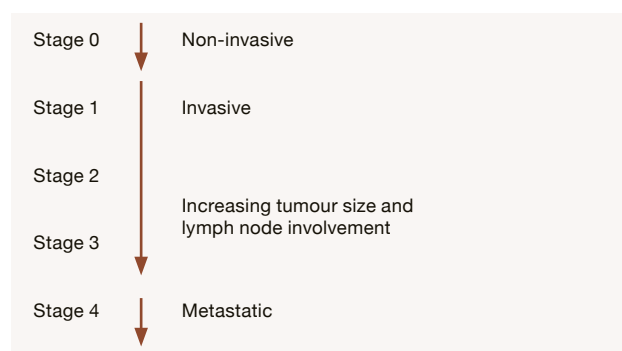 Stage 0 Non-invasive
Stage 1 Invasive
Stage 2
Increasing tumour size and
lymph node involvement
Stage 3
Stage 4 Metastatic